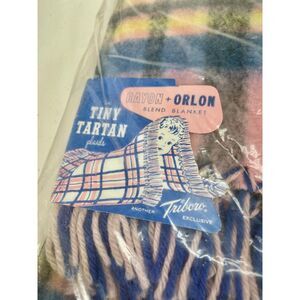 RAYON + ORLON
BLEND BLANKET
TINY
TARTAN
plaids
ANOTHER Triboro EXCLUSIVE